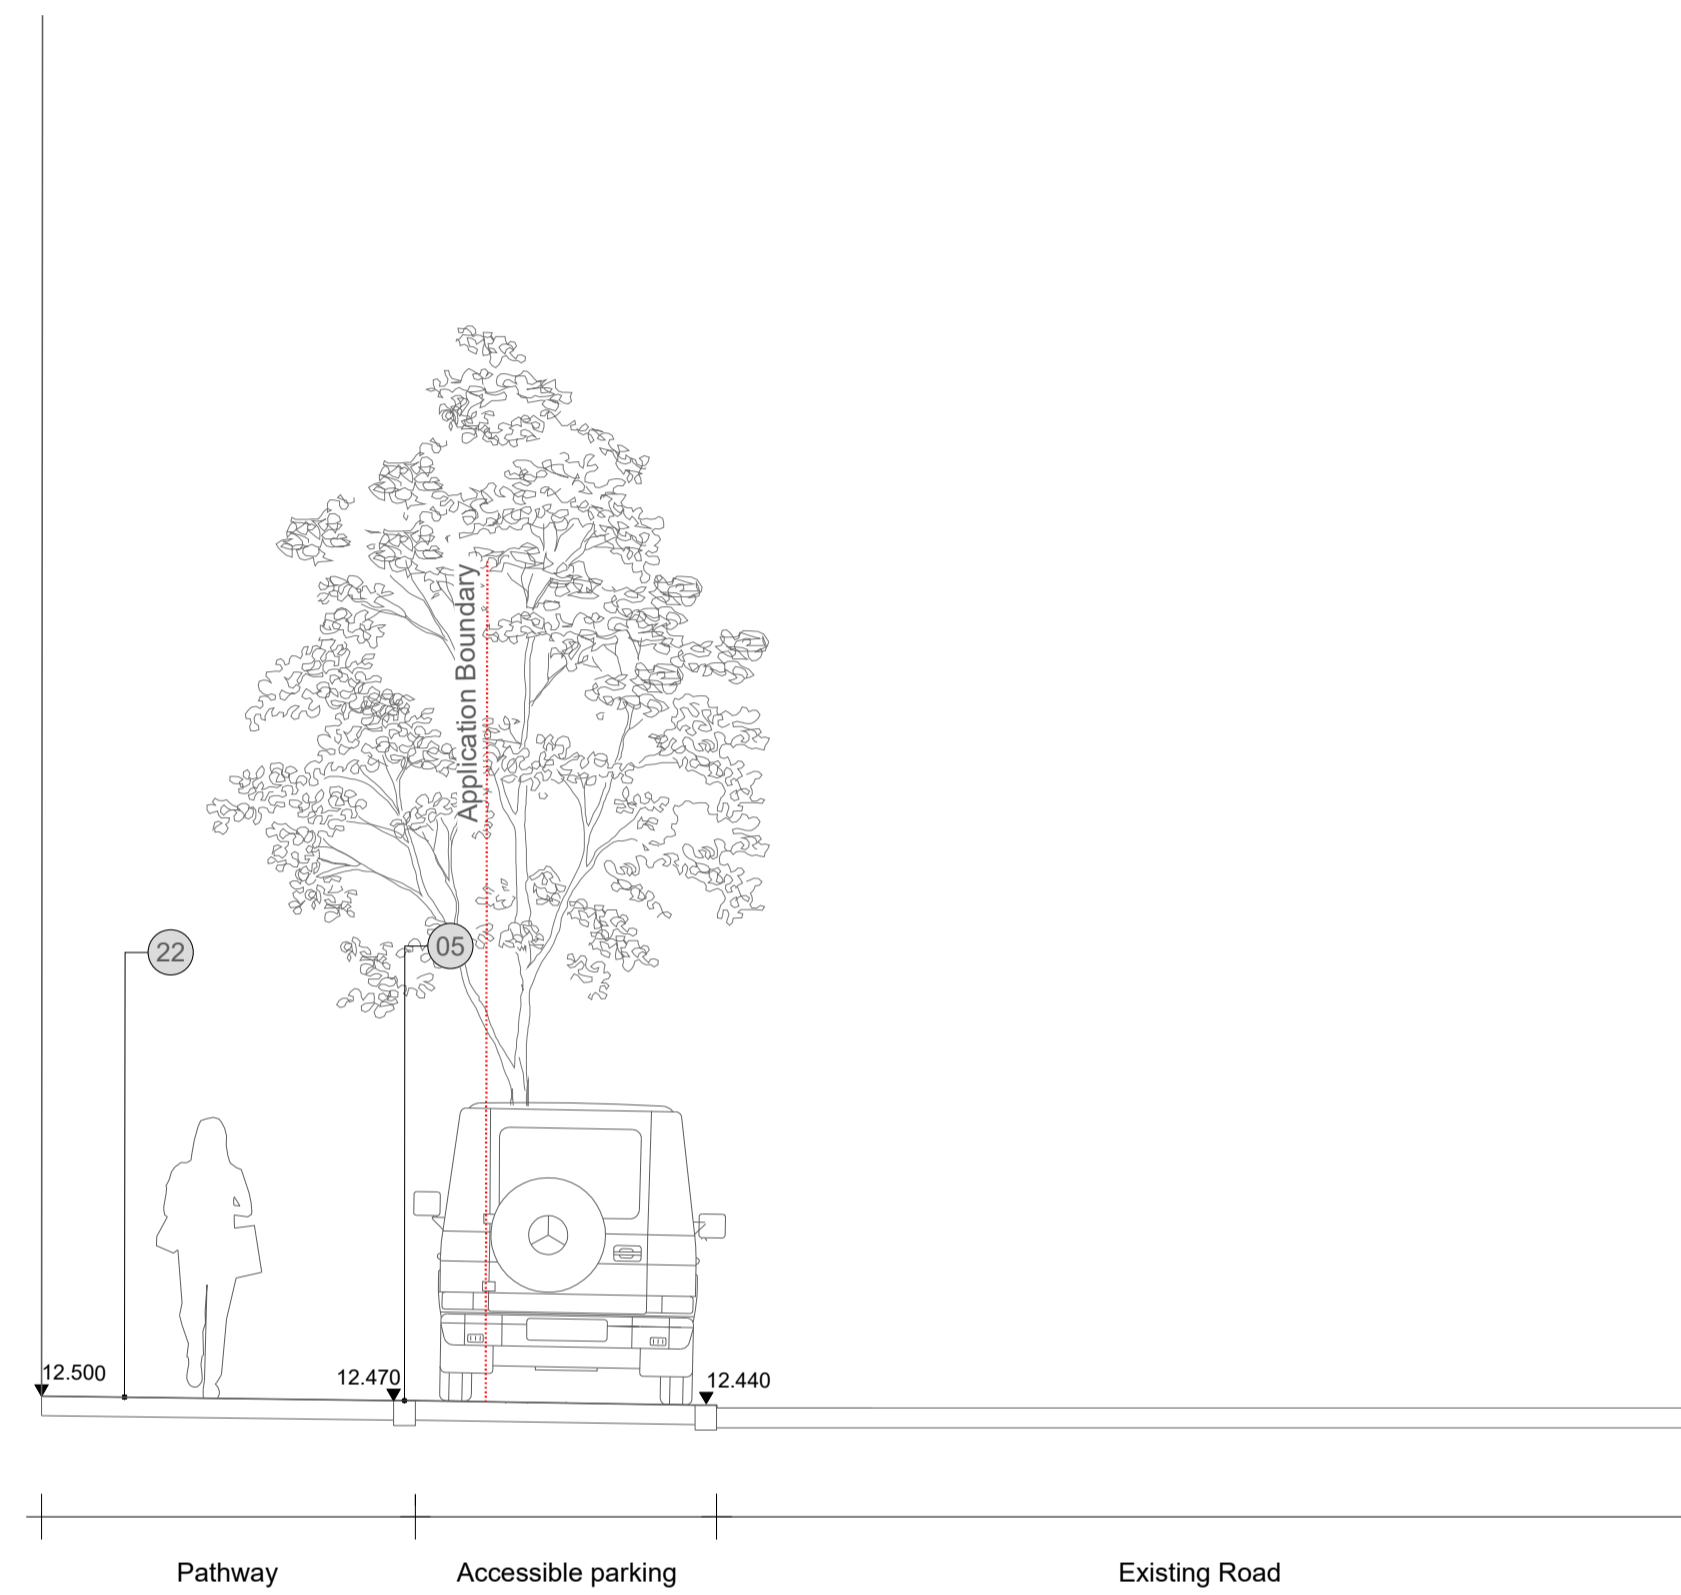 Application Boundary
22
05
12.500
12.470
12.440
Pathway
Accessible parking
Existing Road